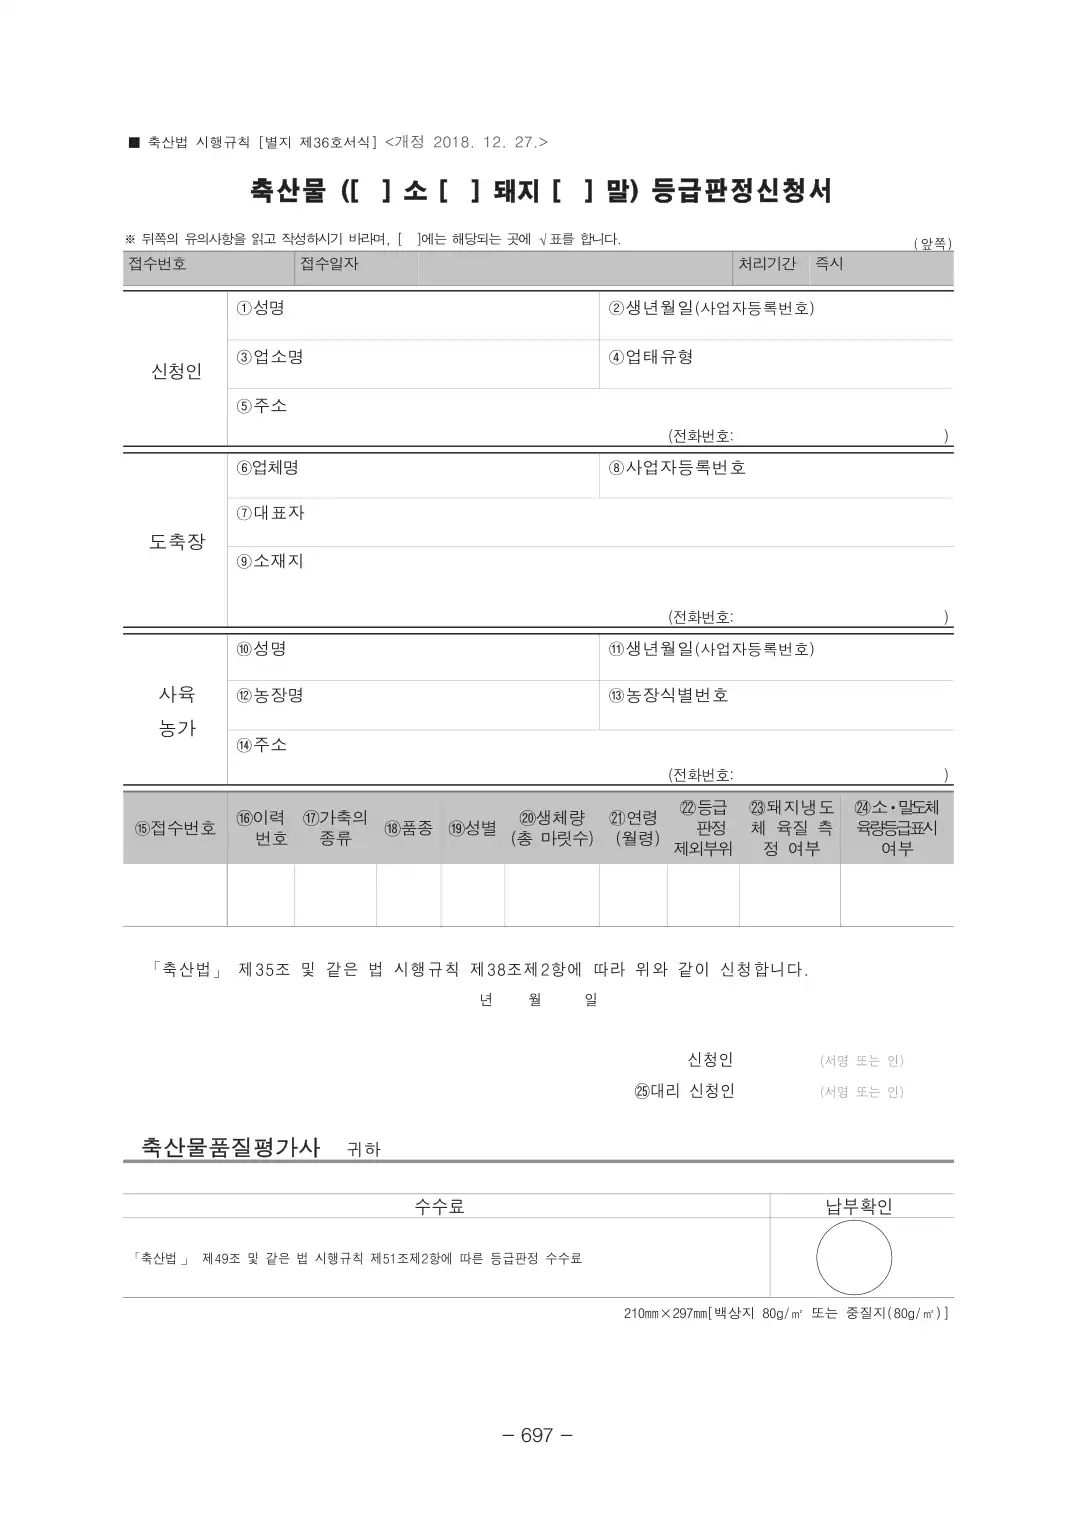 ■ 축산법 시행규칙 [별지 제36호서식] <개정 2018. 12. 27.>
축산물 ([  ] 소 [  ] 돼지 [  ] 말) 등급판정신청서
※ 뒤쪽의 유의사항을 읽고 작성하시기 바라며, [  ]에는 해당되는 곳에 √표를 합니다.
(앞쪽)
접수번호 접수일자 처리기간 즉시
신청인
①성명 ②생년월일(사업자등록번호)
③업소명 ④업태유형
⑤주소
(전화번호: )
도축장
⑥업체명 ⑧사업자등록번호
⑦대표자
⑨소재지
(전화번호: )
사육
농가
⑩성명 ⑪생년월일(사업자등록번호)
⑫농장명 ⑬농장식별번호
⑭주소
(전화번호: )
⑮접수번호
⑯이력
번호
⑰가축의
종류
⑱품종
⑲성별
⑳생체량
(총 마릿수)
㉑연령
(월령)
㉒등급
판정
제외부위
㉓돼지냉도
체 육질 측
정 여부
㉔소・말도체
육량등급표시
여부
「축산법」 제35조 및 같은 법 시행규칙 제38조제2항에 따라 위와 같이 신청합니다.
년 월 일
신청인 (서명 또는 인)
㉕대리 신청인 (서명 또는 인)
축산물품질평가사 귀하
수수료 납부확인
「축산법」 제49조 및 같은 법 시행규칙 제51조제2항에 따른 등급판정 수수료
210㎜×297㎜[백상지 80g/㎡ 또는 중질지(80g/㎡)]
– 697 –